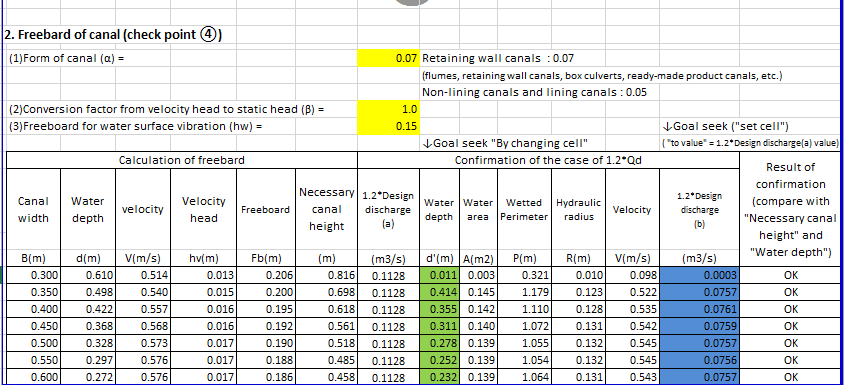 2. Freebard of canal (check point ④)
(1)Form of canal (α) = 0.07 Retaining wall canals : 0.07
(flumes, retaining wall canals, box culverts, ready-made product canals, etc.)
Non-lining canals and lining canals : 0.05
(2)Conversion factor from velocity head to static head (β) = 1.0
(3)Freeboard for water surface vibration (hw) = 0.15 ↓Goal seek ("set cell")
↓Goal seek "By changing cell" ("to value" = 1.2*Design discharge(a) value)
Calculation of freebard Confirmation of the case of 1.2*Qd Result of confirmation (compare with "Necessary canal height" and "Water depth")
Canal width Water depth velocity Velocity head Freeboard Necessary canal height 1.2*Design discharge (a) Water depth Water area Wetted Perimeter Hydraulic radius Velocity 1.2*Design discharge (b)
B(m) d(m) V(m/s) hv(m) Fb(m) (m) (m3/s) d'(m) A(m2) P(m) R(m) V(m/s) (m3/s)
0.300 0.610 0.514 0.013 0.206 0.816 0.1128 0.011 0.003 0.321 0.010 0.098 0.0003 OK
0.350 0.498 0.540 0.015 0.200 0.698 0.1128 0.414 0.145 1.179 0.123 0.522 0.0757 OK
0.400 0.422 0.557 0.016 0.195 0.618 0.1128 0.355 0.142 1.110 0.128 0.535 0.0761 OK
0.450 0.368 0.568 0.016 0.192 0.561 0.1128 0.311 0.140 1.072 0.131 0.542 0.0759 OK
0.500 0.328 0.573 0.017 0.190 0.518 0.1128 0.278 0.139 1.055 0.132 0.545 0.0757 OK
0.550 0.297 0.576 0.017 0.188 0.485 0.1128 0.252 0.139 1.054 0.132 0.545 0.0756 OK
0.600 0.272 0.576 0.017 0.186 0.458 0.1128 0.232 0.139 1.064 0.131 0.543 0.0757 OK